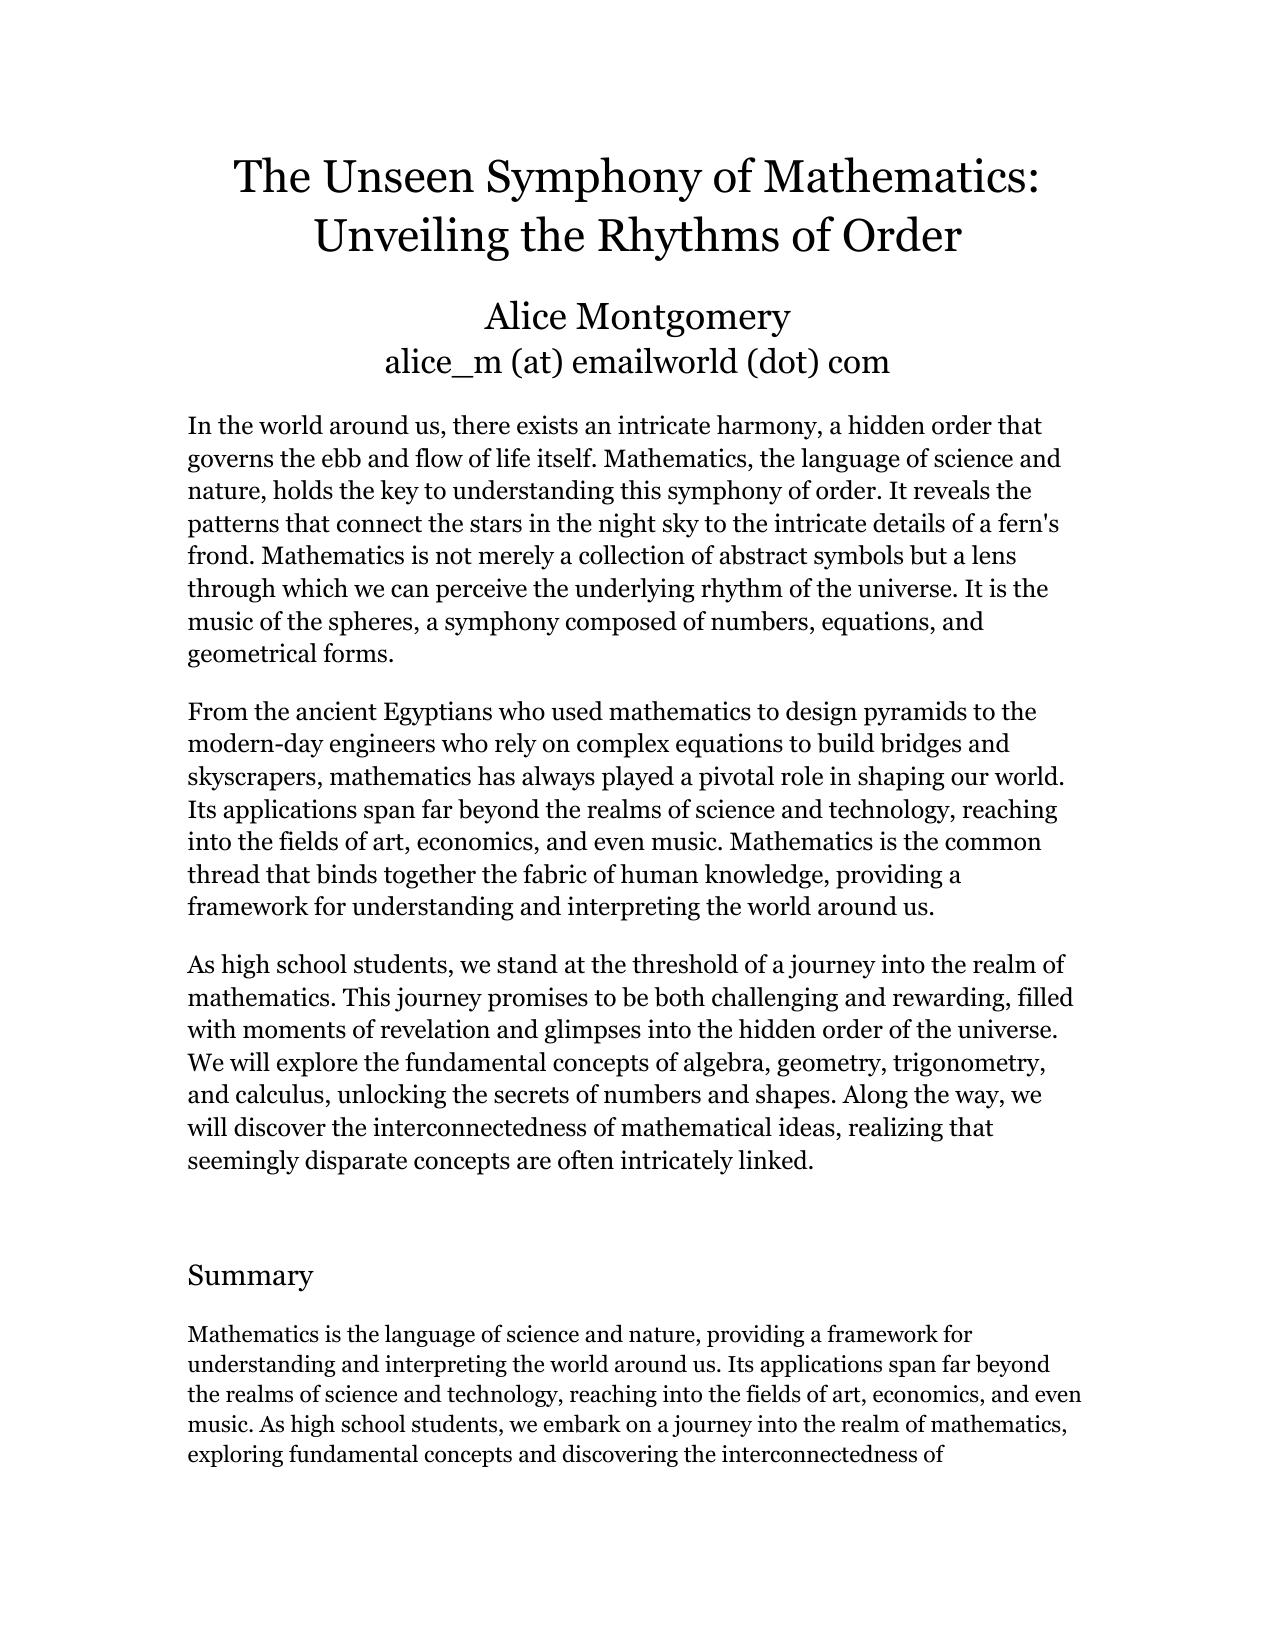 The Unseen Symphony of Mathematics:
Unveiling the Rhythms of Order
Alice Montgomery
alice_m (at) emailworld (dot) com
In the world around us, there exists an intricate harmony, a hidden order that
governs the ebb and flow of life itself. Mathematics, the language of science and
nature, holds the key to understanding this symphony of order. It reveals the
patterns that connect the stars in the night sky to the intricate details of a fern's
frond. Mathematics is not merely a collection of abstract symbols but a lens
through which we can perceive the underlying rhythm of the universe. It is the
music of the spheres, a symphony composed of numbers, equations, and
geometrical forms.
From the ancient Egyptians who used mathematics to design pyramids to the
modern-day engineers who rely on complex equations to build bridges and
skyscrapers, mathematics has always played a pivotal role in shaping our world.
Its applications span far beyond the realms of science and technology, reaching
into the fields of art, economics, and even music. Mathematics is the common
thread that binds together the fabric of human knowledge, providing a
framework for understanding and interpreting the world around us.
As high school students, we stand at the threshold of a journey into the realm of
mathematics. This journey promises to be both challenging and rewarding, filled
with moments of revelation and glimpses into the hidden order of the universe.
We will explore the fundamental concepts of algebra, geometry, trigonometry,
and calculus, unlocking the secrets of numbers and shapes. Along the way, we
will discover the interconnectedness of mathematical ideas, realizing that
seemingly disparate concepts are often intricately linked.
Summary
Mathematics is the language of science and nature, providing a framework for
understanding and interpreting the world around us. Its applications span far beyond
the realms of science and technology, reaching into the fields of art, economics, and even
music. As high school students, we embark on a journey into the realm of mathematics,
exploring fundamental concepts and discovering the interconnectedness of